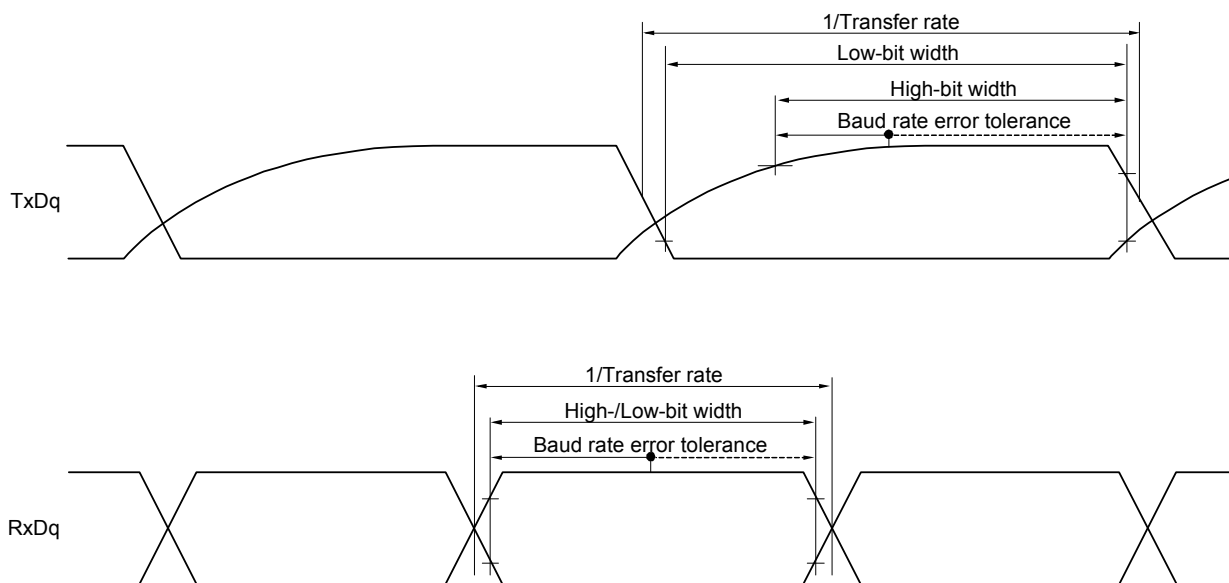 1/Transfer rate
Low-bit width
High-bit width
Baud rate error tolerance
TxDq
1/Transfer rate
High-/Low-bit width
Baud rate error tolerance
RxDq